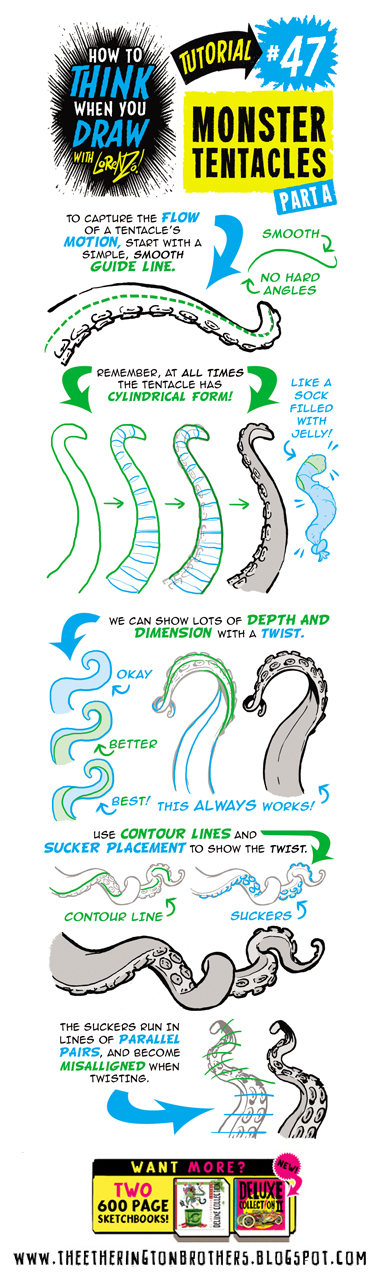 HOW TO
THINK
WHEN YOU
DRAW
WITH LORENZO!
TUTORIAL
#47
MONSTER
TENTACLES
PART A
TO CAPTURE THE FLOW
OF A TENTACLE'S
MOTION, START WITH A
SIMPLE, SMOOTH
GUIDE LINE.
SMOOTH
NO HARD
ANGLES
REMEMBER, AT ALL TIMES
THE TENTACLE HAS
CYLINDRICAL FORM!
LIKE A
SOCK
FILLED
WITH
JELLY!
WE CAN SHOW LOTS OF DEPTH AND
DIMENSION WITH A TWIST.
OKAY
BETTER
BEST!
THIS ALWAYS WORKS!
USE CONTOUR LINES AND
SUCKER PLACEMENT TO SHOW THE TWIST.
CONTOUR LINE
SUCKERS
THE SUCKERS RUN IN
LINES OF PARALLEL
PAIRS, AND BECOME
MISALLIGNED WHEN
TWISTING.
WANT MORE?
NEW!
TWO
600 PAGE
SKETCHBOOKS!
DELUXE COLLECTION
DELUXE
COLLECTION II
WWW.THEETHERINGTONBROTHERS.BLOGSPOT.COM